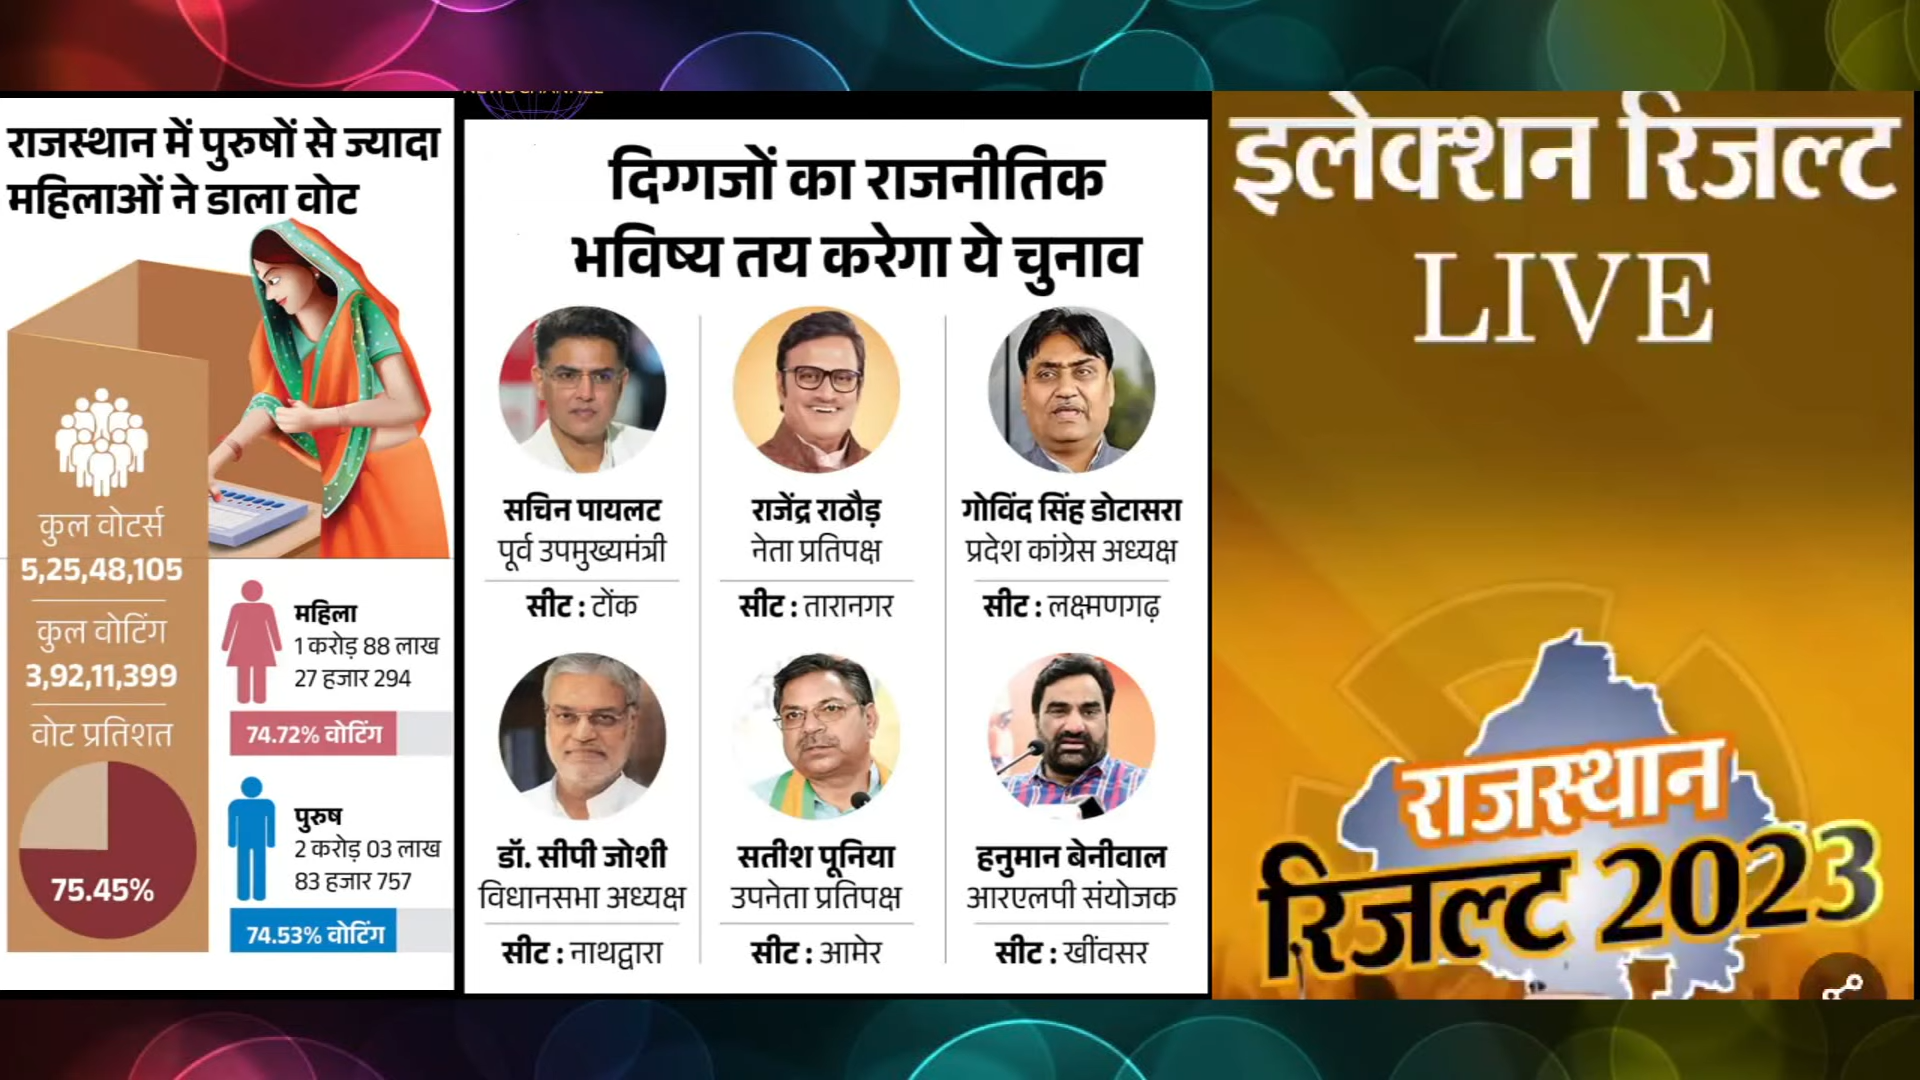 NEWS CHANNEL
राजस्थान में पुरुषों से ज्यादा
महिलाओं ने डाला वोट
कुल वोटर्स
5,25,48,105
कुल वोटिंग
3,92,11,399
वोट प्रतिशत
75.45%
महिला
1 करोड़ 88 लाख
27 हजार 294
74.72% वोटिंग
पुरुष
2 करोड़ 03 लाख
83 हजार 757
74.53% वोटिंग
दिग्गजों का राजनीतिक
भविष्य तय करेगा ये चुनाव
सचिन पायलट
पूर्व उपमुख्यमंत्री
सीट : टोंक
राजेंद्र राठौड़
नेता प्रतिपक्ष
सीट : तारानगर
गोविंद सिंह डोटासरा
प्रदेश कांग्रेस अध्यक्ष
सीट : लक्ष्मणगढ़
डॉ. सीपी जोशी
विधानसभा अध्यक्ष
सीट : नाथद्वारा
सतीश पूनिया
उपनेता प्रतिपक्ष
सीट : आमेर
हनुमान बेनीवाल
आरएलपी संयोजक
सीट : खींवसर
इलेक्शन रिजल्ट
LIVE
राजस्थान
रिजल्ट 2023